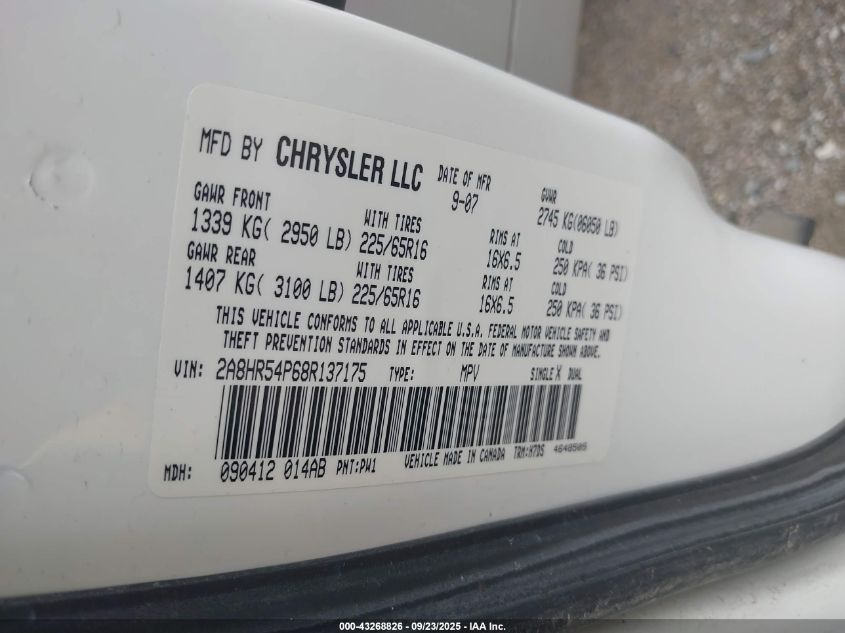 MFD BY CHRYSLER LLC DATE OF MFR 9-07 GVWR 2745 KG(06050 LB)
GAWR FRONT WITH TIRES RIMS AT COLD
1339 KG( 2950 LB) 225/65R16 16X6.5 250 KPA( 36 PSI)
GAWR REAR WITH TIRES RIMS AT COLD
1407 KG( 3100 LB) 225/65R16 16X6.5 250 KPA( 36 PSI)
THIS VEHICLE CONFORMS TO ALL APPLICABLE U.S.A. FEDERAL MOTOR VEHICLE SAFETY AND
THEFT PREVENTION STANDARDS IN EFFECT ON THE DATE OF MANUFACTURE SHOWN ABOVE.
VIN: 2A8HR54P68R137175 TYPE: MPV SINGLE X DUAL
MDH: 090412 014AB PNT:PW1 VEHICLE MADE IN CANADA TRM:H7D5 4648505
000-43268826 - 09/23/2025 - IAA Inc.